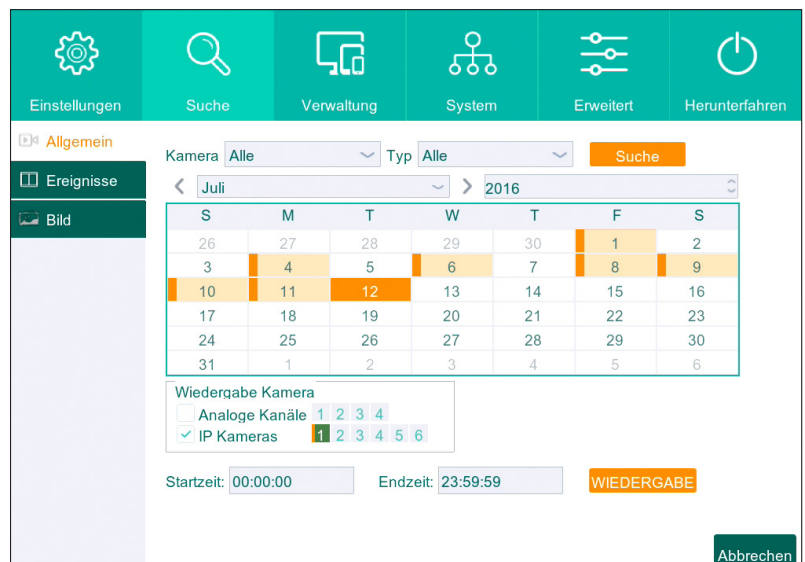 Einstellungen Suche Verwaltung System Erweitert Herunterfahren
Allgemein
Ereignisse
Bild
Kamera Alle Typ Alle Suche
Juli 2016
S M T W T F S
26 27 28 29 30 1 2
3 4 5 6 7 8 9
10 11 12 13 14 15 16
17 18 19 20 21 22 23
24 25 26 27 28 29 30
31 1 2 3 4 5 6
Wiedergabe Kamera
Analoge Kanäle 1 2 3 4
IP Kameras 1 2 3 4 5 6
Startzeit: 00:00:00 Endzeit: 23:59:59 WIEDERGABE
Abbrechen